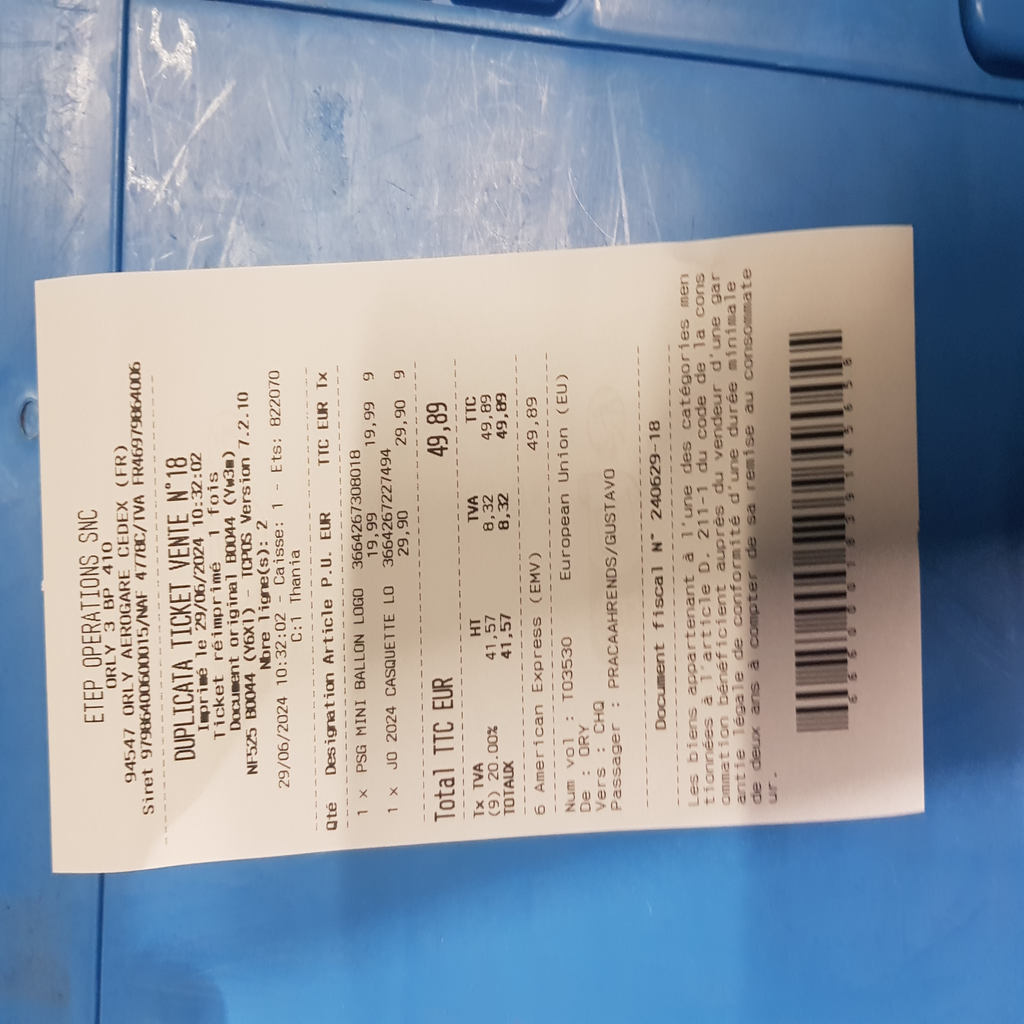 ETEP OPERATIONS SNC
ORLY 3 BP 410
94547 ORLY AEROGARE CEDEX (FR)
Siret 97986400600015/NAF 4778C/TVA FR46979864006
DUPLICATA TICKET VENTE N°18
Imprimé le 29/06/2024 10:32:02
Ticket réimprimé 1 fois
Document original B0044 (Yw3m)
NF525 B0044 (Y6X1) - TCPOS Version 7.2.10
Nbre ligne(s): 2
29/06/2024 10:32:02 - Caisse: 1 - Ets: 822070
C:1 Thania
Qté Designation Article P.U. EUR TTC EUR Tx
1 x PSG MINI BALLON LOGO 3664267308018
19,99 19,99 9
1 x JO 2024 CASQUETTE LO 3664267227494
29,90 29,90 9
Total TTC EUR 49,89
Tx TVA HT TVA TTC
(9) 20.00% 41,57 8,32 49,89
TOTAUX 41,57 8,32 49,89
6 American Express (EMV) 49,89
Num vol : TO3530 European Union (EU)
De : ORY
Vers : CHQ
Passager : PRACAAHRENDS/GUSTAVO
Document fiscal N° 240629-18
Les biens appartenant à l'une des catégories men
tionnées à l'article D. 211-1 du code de la cons
ommation bénéficient auprès du vendeur d'une gar
antie légale de conformité d'une durée minimale
de deux ans à compter de sa remise au consommate
ur.